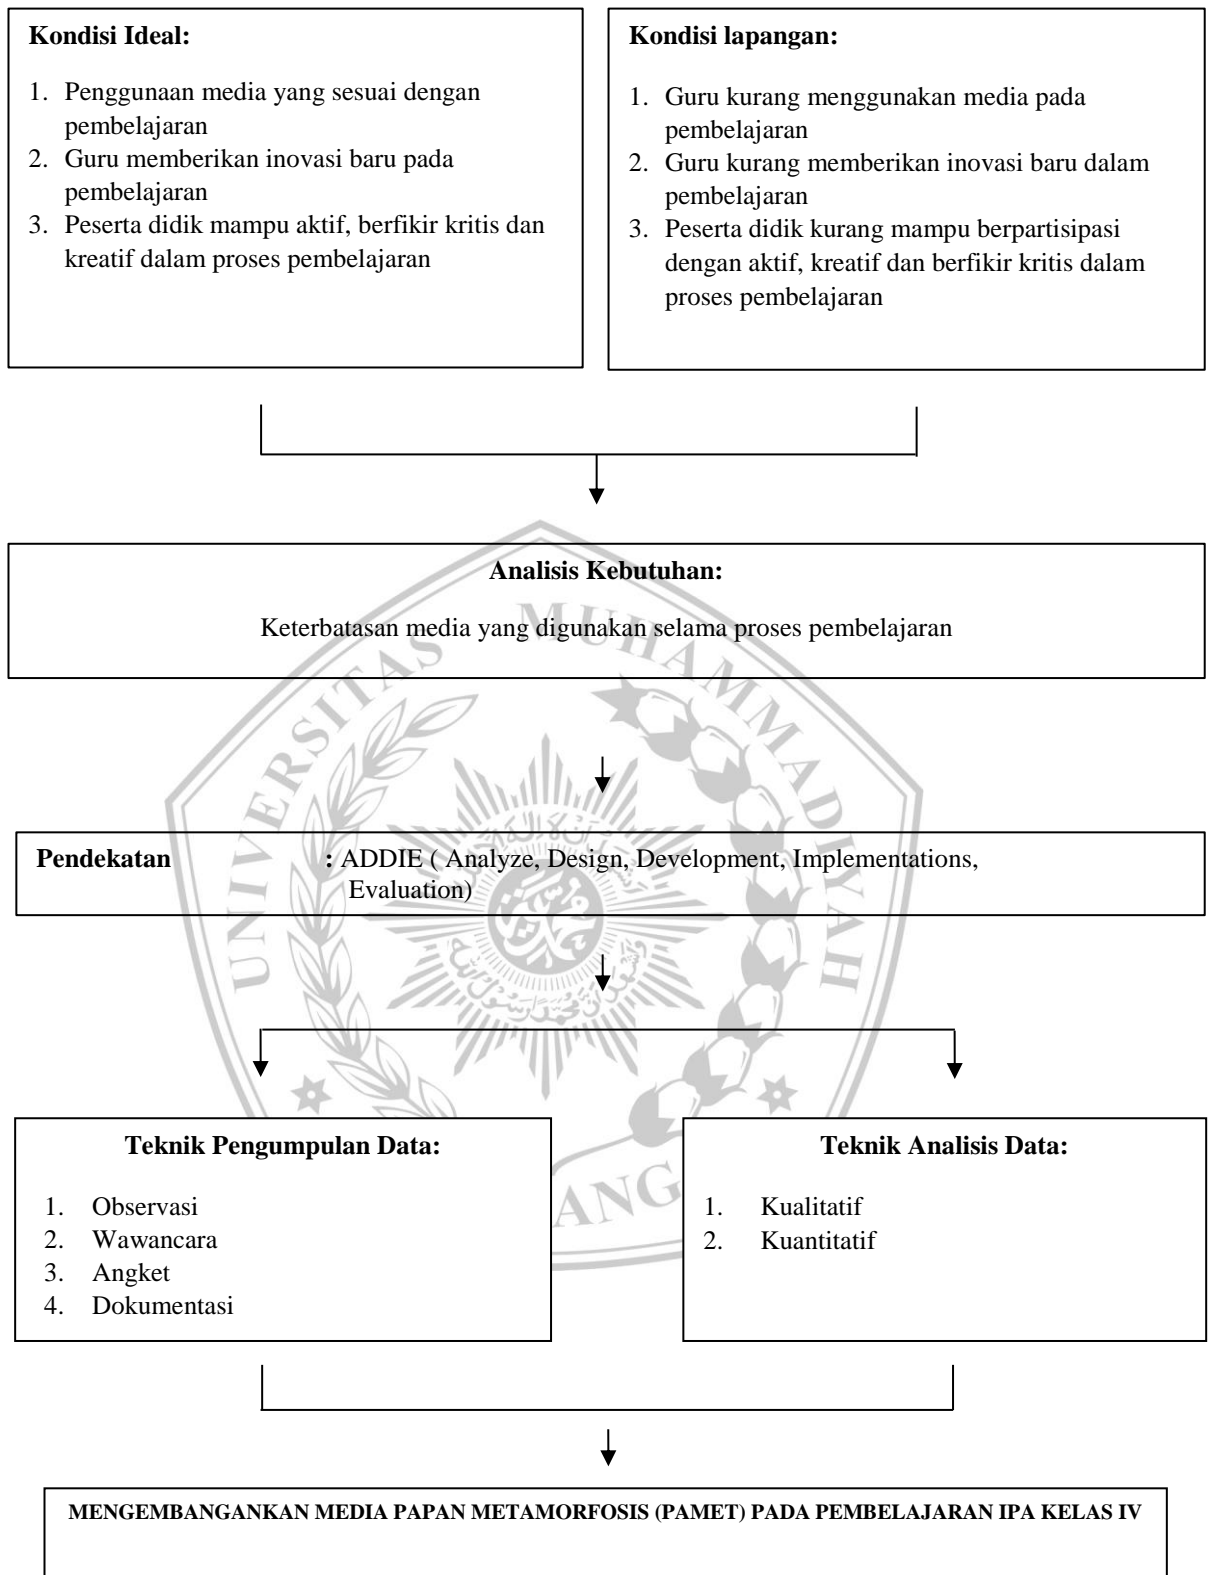 Kondisi Ideal:
1. Penggunaan media yang sesuai dengan
pembelajaran
2. Guru memberikan inovasi baru pada
pembelajaran
3. Peserta didik mampu aktif, berfikir kritis dan
kreatif dalam proses pembelajaran
Kondisi lapangan:
1. Guru kurang menggunakan media pada
pembelajaran
2. Guru kurang memberikan inovasi baru dalam
pembelajaran
3. Peserta didik kurang mampu berpartisipasi
dengan aktif, kreatif dan berfikir kritis dalam
proses pembelajaran
Analisis Kebutuhan:
Keterbatasan media yang digunakan selama proses pembelajaran
UNIVERSITAS MUHAMMADIYAH
Pendekatan : ADDIE ( Analyze, Design, Development, Implementations,
Evaluation)
Teknik Pengumpulan Data:
1. Observasi
2. Wawancara
3. Angket
4. Dokumentasi
ANG
Teknik Analisis Data:
1. Kualitatif
2. Kuantitatif
MENGEMBANGANKAN MEDIA PAPAN METAMORFOSIS (PAMET) PADA PEMBELAJARAN IPA KELAS IV